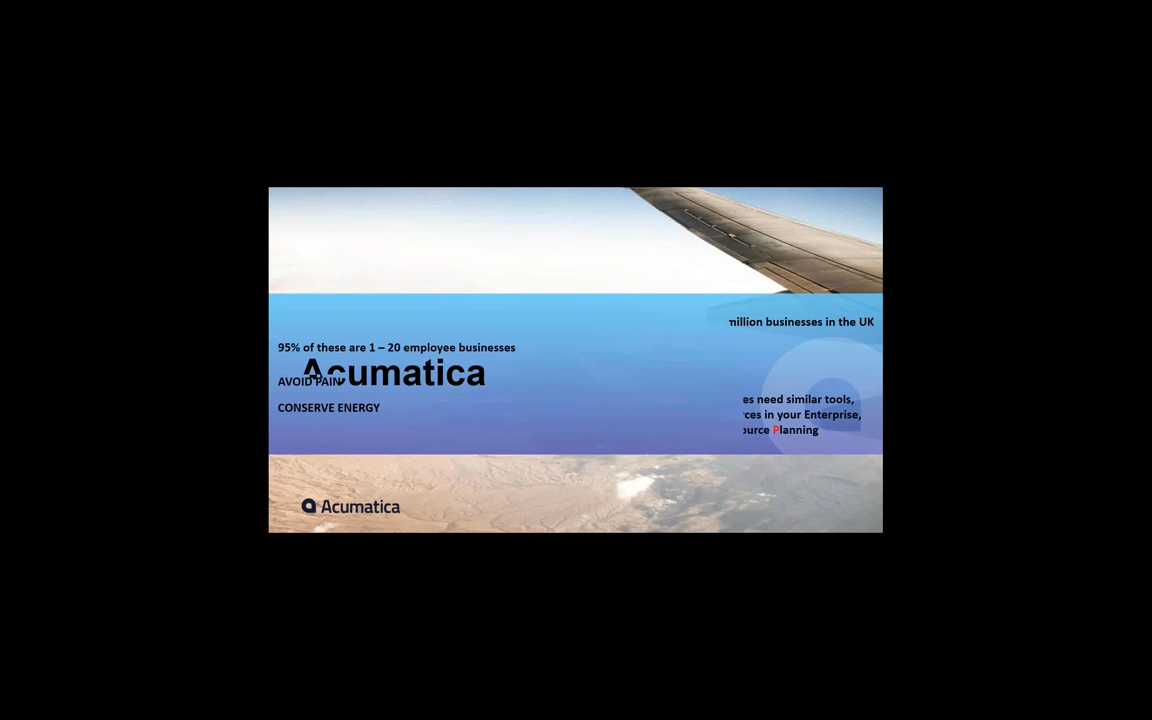 million businesses in the UK
95% of these are 1 – 20 employee businesses
Acumatica
AVOID PAIN
CONSERVE ENERGY
es need similar tools,
ces in your Enterprise,
ource Planning
Acumatica